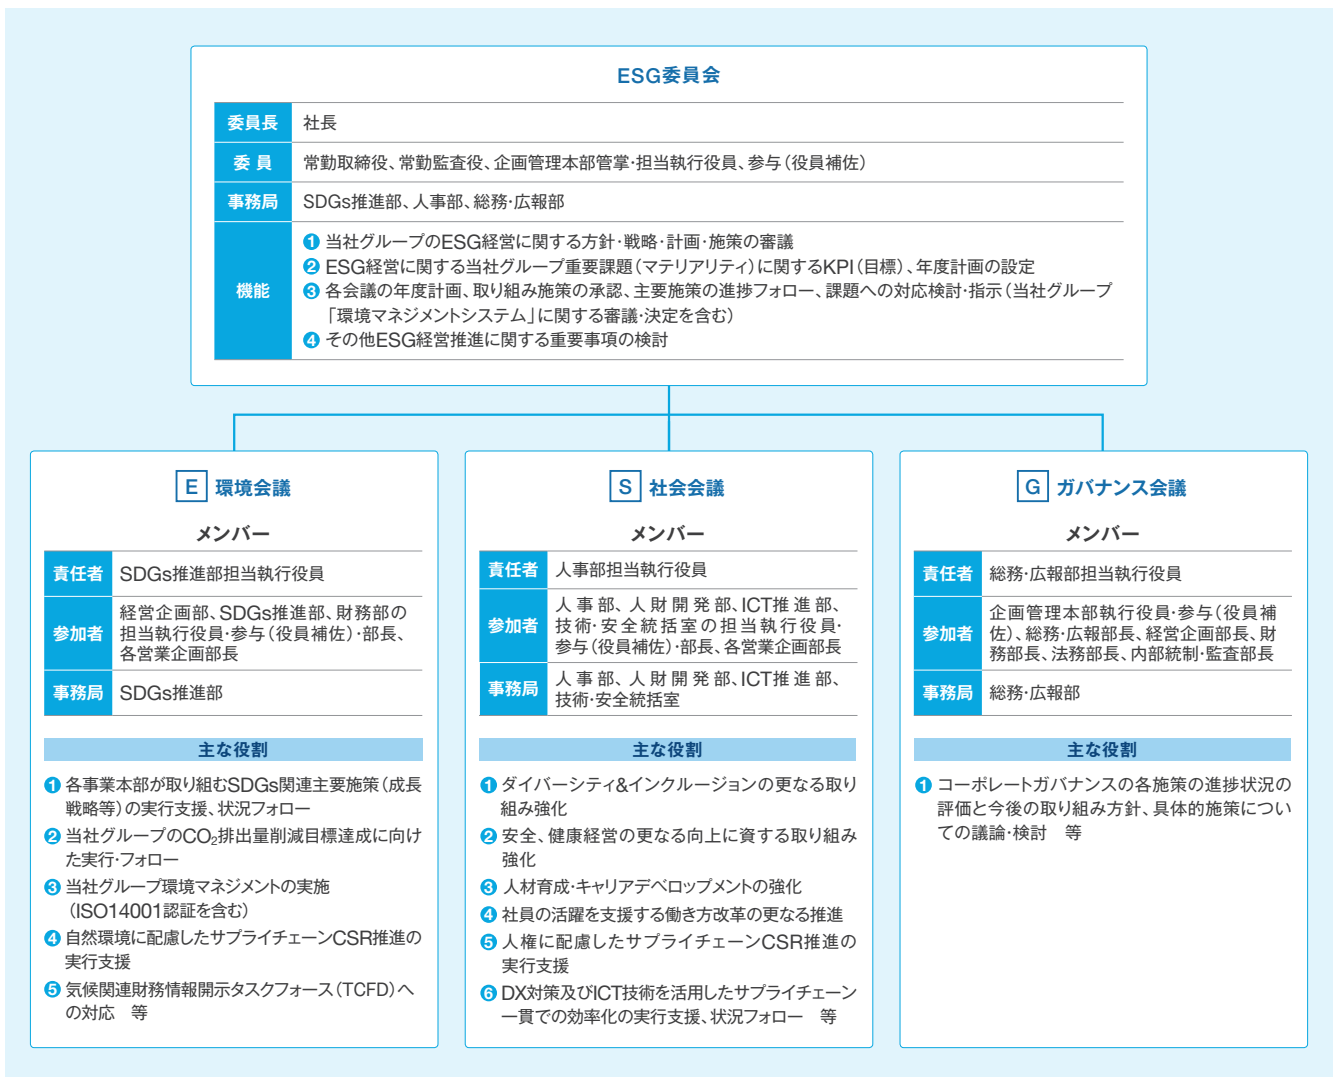 ESG委員会
委員長 社長
委 員 常勤取締役、常勤監査役、企画管理本部管掌・担当執行役員、参与（役員補佐）
事務局 SDGs推進部、人事部、総務・広報部
機能
❶ 当社グループのESG経営に関する方針・戦略・計画・施策の審議
❷ ESG経営に関する当社グループ重要課題（マテリアリティ）に関するKPI（目標）、年度計画の設定
❸ 各会議の年度計画、取り組み施策の承認、主要施策の進捗フォロー、課題への対応検討・指示（当社グループ
「環境マネジメントシステム」に関する審議・決定を含む）
❹ その他ESG経営推進に関する重要事項の検討
E 環境会議
メンバー
責任者 SDGs推進部担当執行役員
参加者
経営企画部、SDGs推進部、財務部の
担当執行役員・参与（役員補佐）・部長、
各営業企画部長
事務局 SDGs推進部
主な役割
❶ 各事業本部が取り組むSDGs関連主要施策（成長
戦略等）の実行支援、状況フォロー
❷ 当社グループのCO₂排出量削減目標達成に向け
た実行・フォロー
❸ 当社グループ環境マネジメントの実施
（ISO14001認証を含む）
❹ 自然環境に配慮したサプライチェーンCSR推進の
実行支援
❺ 気候関連財務情報開示タスクフォース（TCFD）へ
の対応　等
S 社会会議
メンバー
責任者 人事部担当執行役員
参加者
人事部、人財開発部、ICT推進部、
技術・安全統括室の担当執行役員・
参与（役員補佐）・部長、各営業企画部長
事務局
人事部、人財開発部、ICT推進部、
技術・安全統括室
主な役割
❶ ダイバーシティ&インクルージョンの更なる取り
組み強化
❷ 安全、健康経営の更なる向上に資する取り組み
強化
❸ 人材育成・キャリアデベロップメントの強化
❹ 社員の活躍を支援する働き方改革の更なる推進
❺ 人権に配慮したサプライチェーンCSR推進の
実行支援
❻ DX対策及びICT技術を活用したサプライチェーン
一貫での効率化の実行支援、状況フォロー　等
G ガバナンス会議
メンバー
責任者 総務・広報部担当執行役員
参加者
企画管理本部執行役員・参与（役員補
佐）、総務・広報部長、経営企画部長、財
務部長、法務部長、内部統制・監査部長
事務局 総務・広報部
主な役割
❶ コーポレートガバナンスの各施策の進捗状況の
評価と今後の取り組み方針、具体的施策につい
ての議論・検討　等